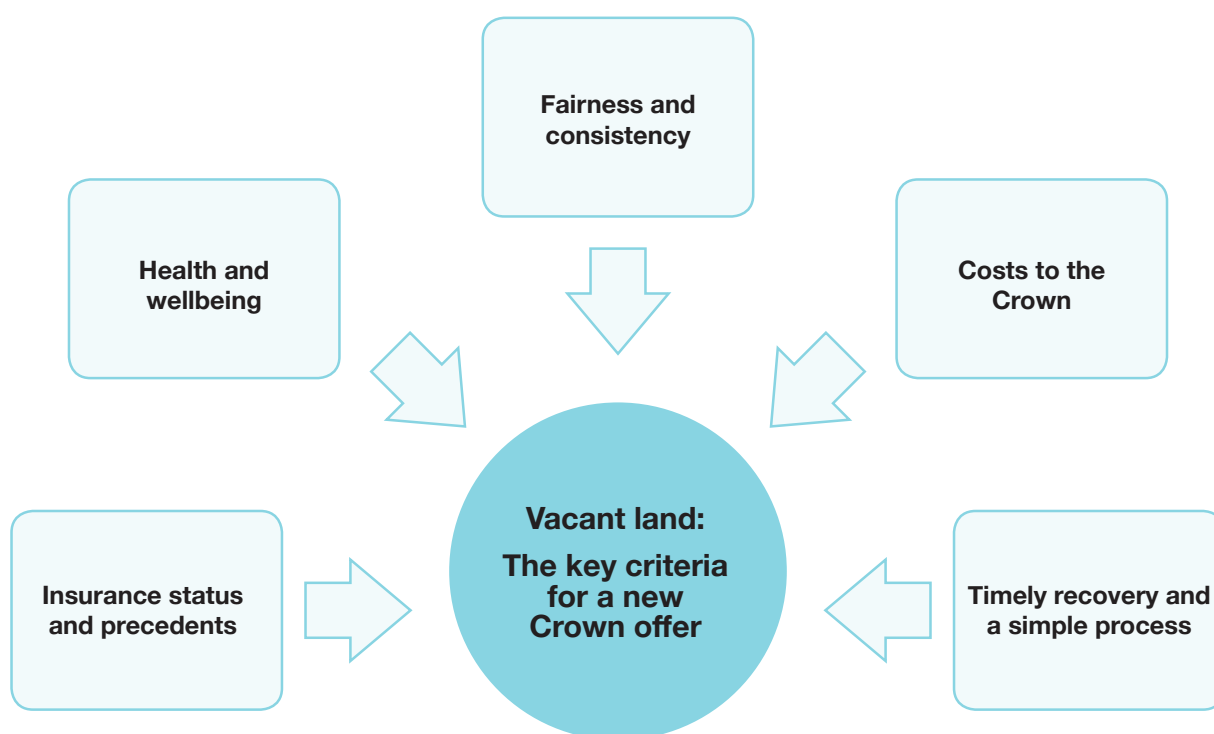 Fairness and
consistency
Health and
wellbeing
Costs to the
Crown
Insurance status
and precedents
Vacant land:
The key criteria
for a new
Crown offer
Timely recovery and
a simple process